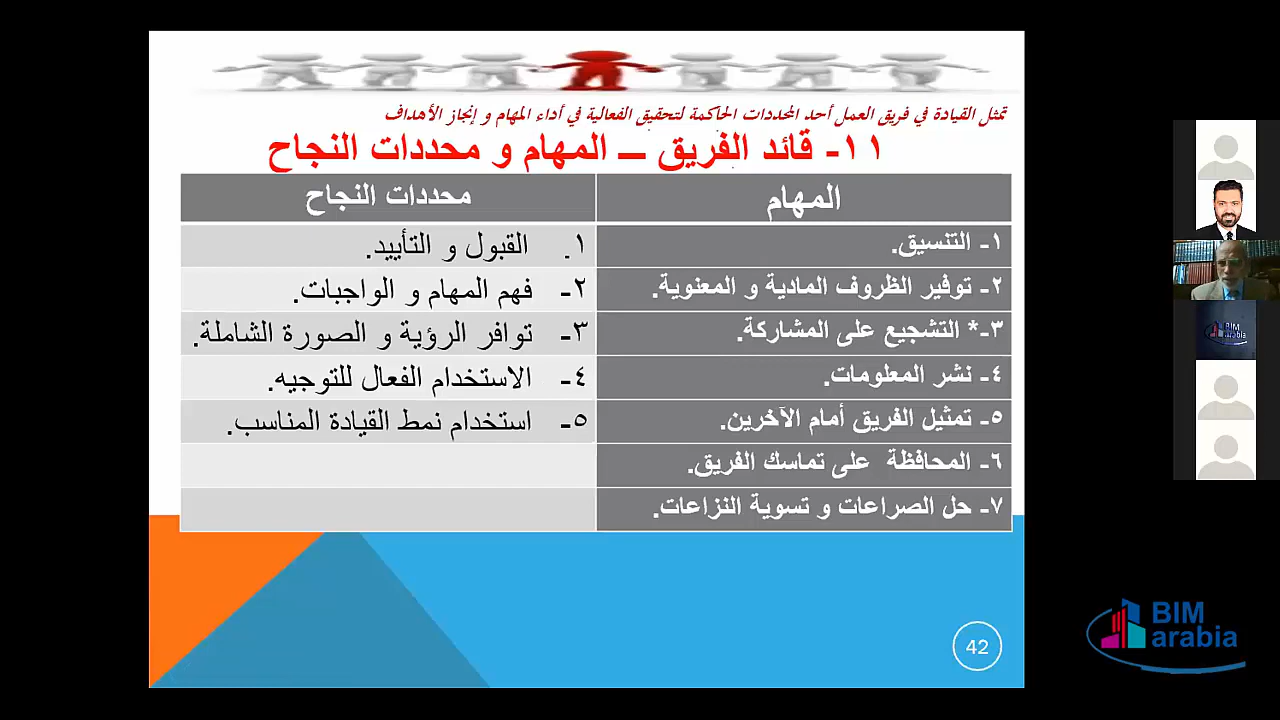 تمثل القيادة في فريق العمل أحد المحددات الحاكمة لتحقيق الفعالية في أداء المهام و إنجاز الأهداف
١١- قائد الفريق – المهام و محددات النجاح
المهام
محددات النجاح
١- التنسيق.
١. القبول و التأييد.
٢- توفير الظروف المادية و المعنوية.
٢- فهم المهام و الواجبات.
٣-* التشجيع على المشاركة.
٣- توافر الرؤية و الصورة الشاملة.
٤- نشر المعلومات.
٤- الاستخدام الفعال للتوجيه.
٥- تمثيل الفريق أمام الآخرين.
٥- استخدام نمط القيادة المناسب.
٦- المحافظة على تماسك الفريق.
٧- حل الصراعات و تسوية النزاعات.
42
BIM
arabia
BIM
arabia